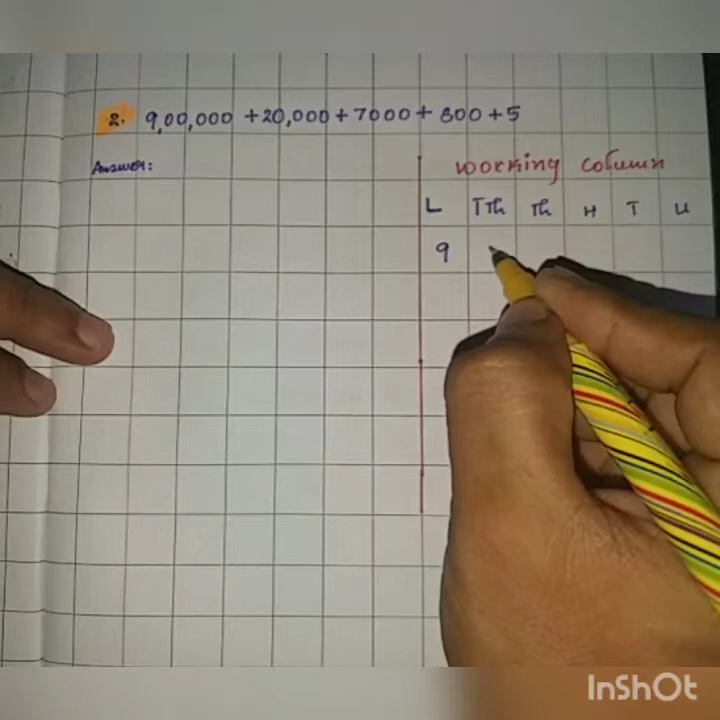 2. 9,00,000 +20,000+7000+ 800+5
Answer:
working column
L TTh Th H T U
9
InShOt